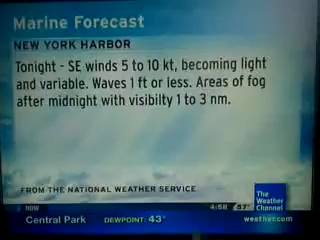 Marine Forecast
NEW YORK HARBOR
Tonight - SE winds 5 to 10 kt, becoming light
and variable. Waves 1 ft or less. Areas of fog
after midnight with visibilty 1 to 3 nm.
FROM THE NATIONAL WEATHER SERVICE
The
Weather
Channel
NOW
4:58 57°
Central Park DEWPOINT: 43° weather.com